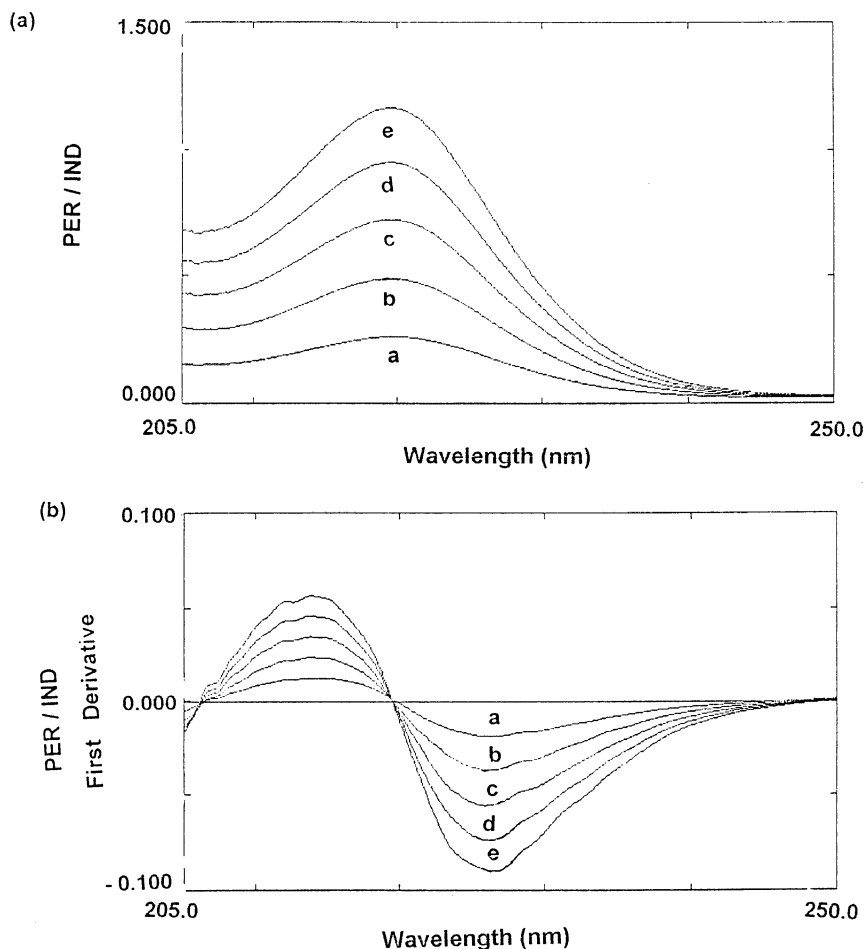 (a)
1.500
PER / IND
e
d
c
b
a
0.000
205.0
250.0
Wavelength (nm)
(b)
0.100
PER / IND
First Derivative
0.000
a
b
c
d
e
- 0.100
205.0
250.0
Wavelength (nm)